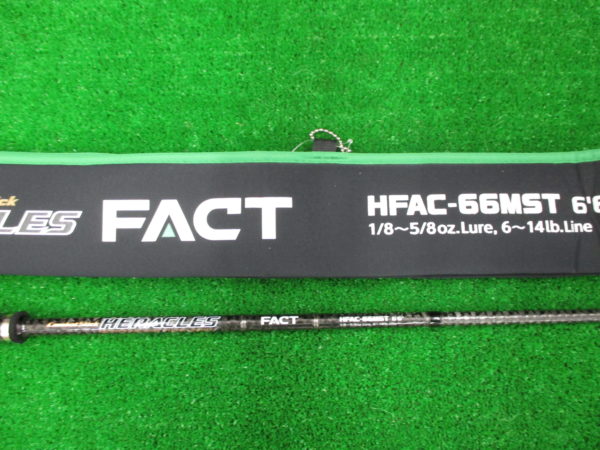 LES FACT HFAC-66MST 6'6
1/8～5/8oz.Lure, 6～14lb.Line
HERACLES FACT HFAC-66MST 6'6"